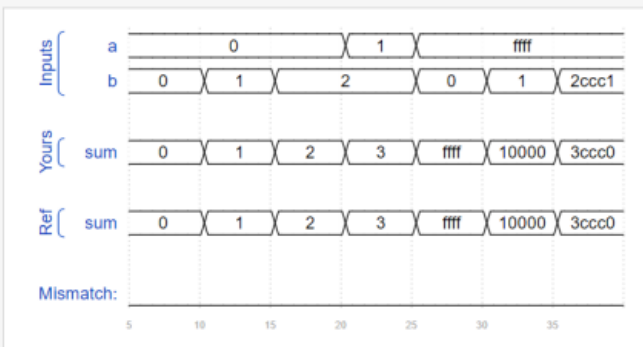 Inputs
a 0 1 ffff
b 0 1 2 0 1 2ccc1
Yours
sum 0 1 2 3 ffff 10000 3ccc0
Ref
sum 0 1 2 3 ffff 10000 3ccc0
Mismatch:
5 10 15 20 25 30 35